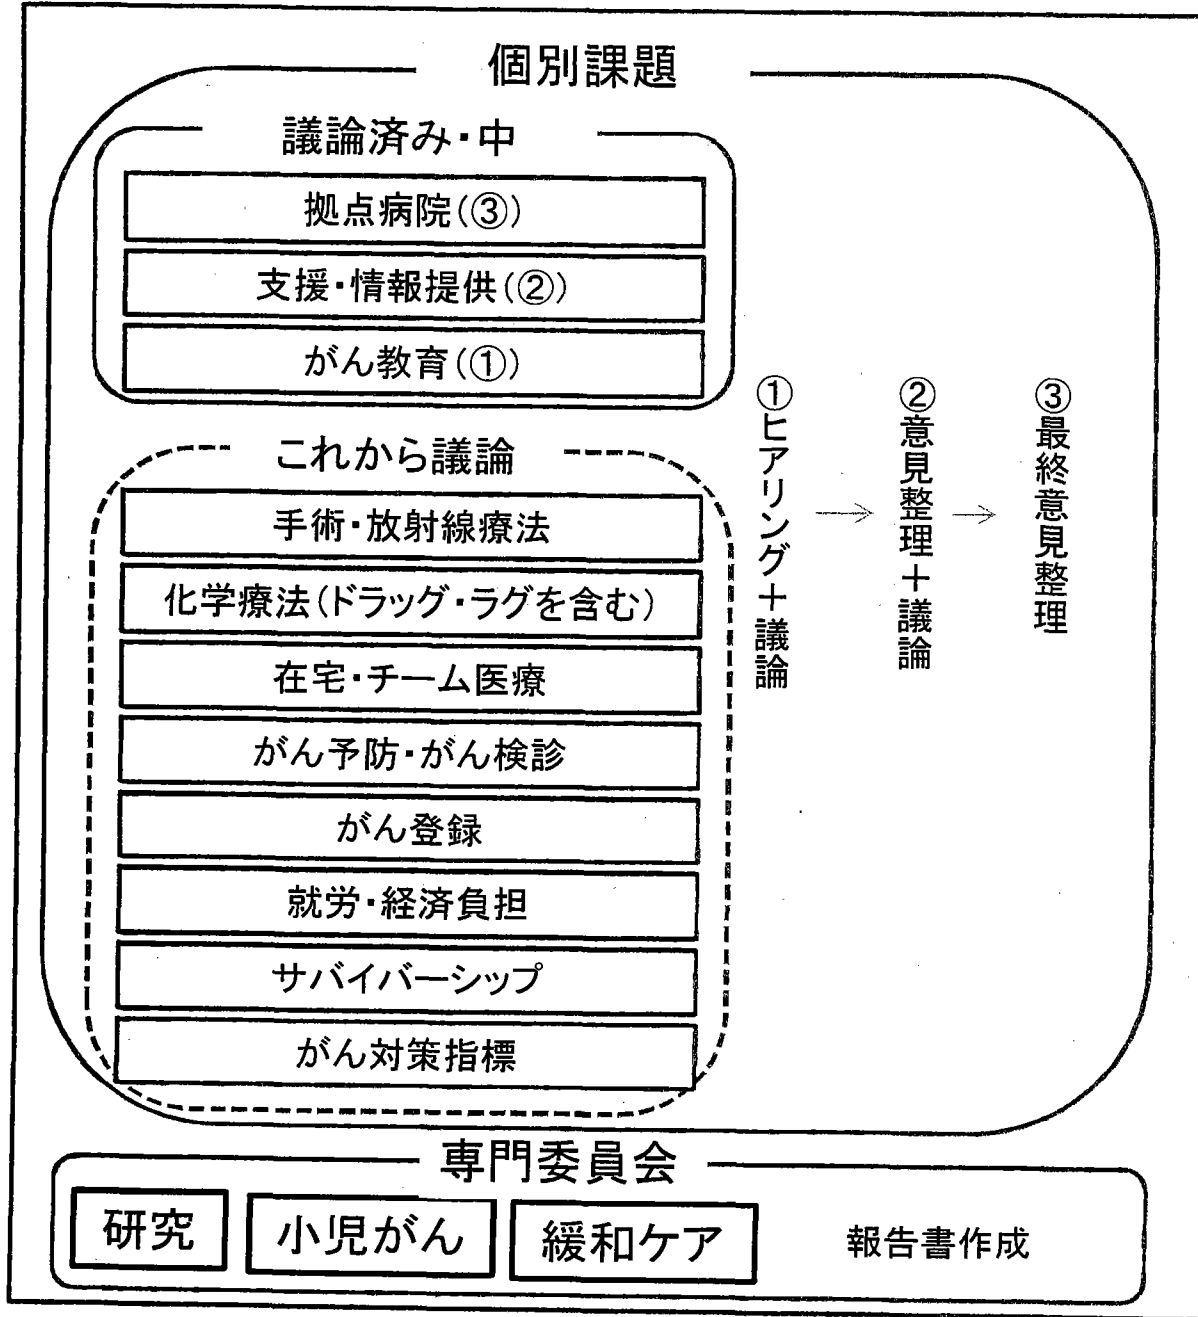 個別課題
議論済み・中
拠点病院(③)
支援・情報提供(②)
がん教育(①)
これから議論
手術・放射線療法
化学療法(ドラッグ・ラグを含む)
在宅・チーム医療
がん予防・がん検診
がん登録
就労・経済負担
サバイバーシップ
がん対策指標
①ヒアリング+議論
→
②意見整理+議論
→
③最終意見整理
専門委員会
研究
小児がん
緩和ケア
報告書作成